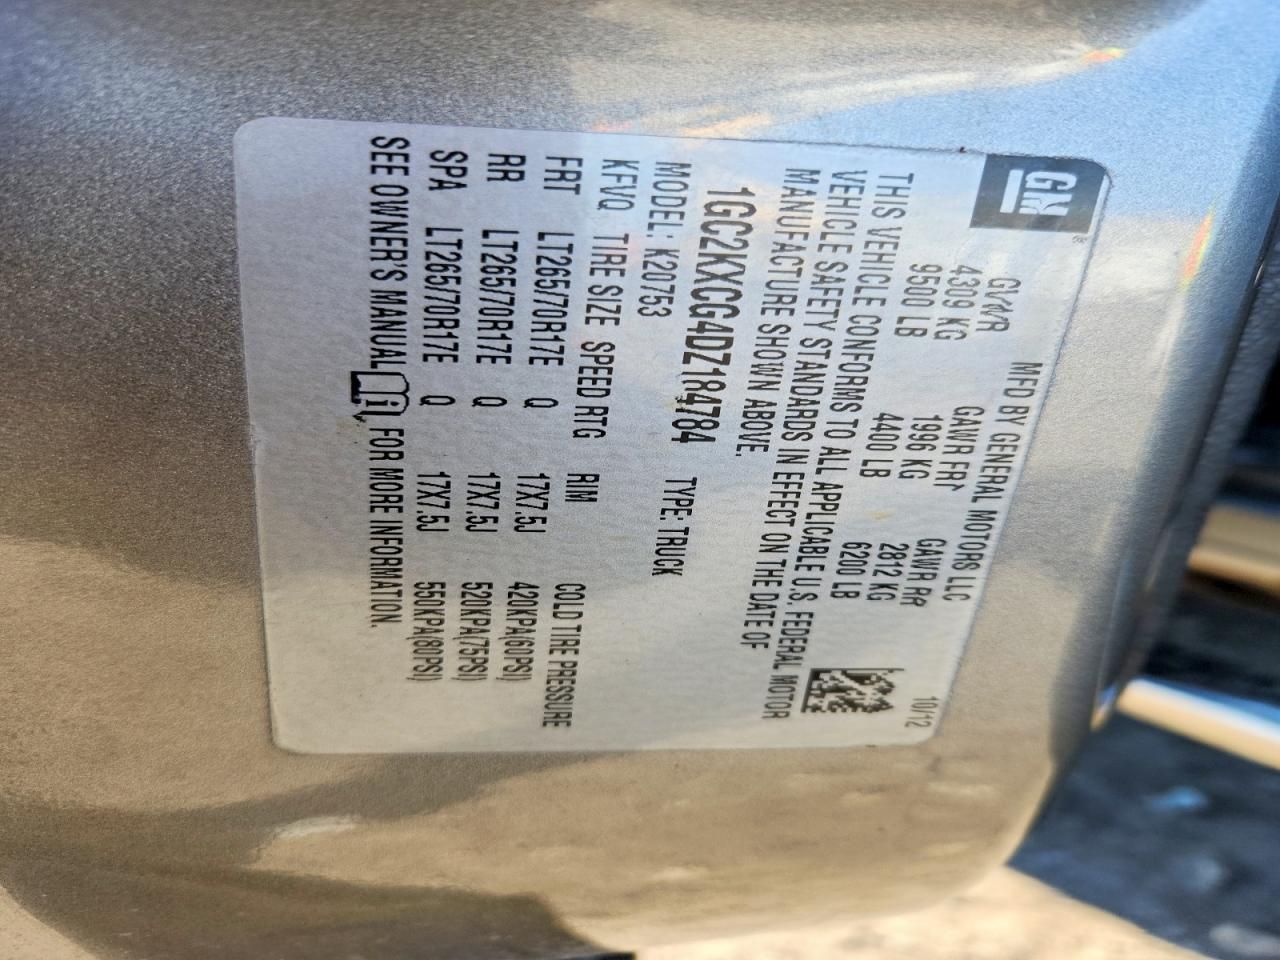 GM
MFD BY GENERAL MOTORS LLC 10/12
GVWR GAWR FRT GAWR RR
4309 KG 1996 KG 2812 KG
9500 LB 4400 LB 6200 LB
THIS VEHICLE CONFORMS TO ALL APPLICABLE U.S. FEDERAL MOTOR
VEHICLE SAFETY STANDARDS IN EFFECT ON THE DATE OF
MANUFACTURE SHOWN ABOVE.
1GC2KXCG4DZ184784 TYPE: TRUCK
MODEL: K20753
KFVQ TIRE SIZE SPEED RTG RIM COLD TIRE PRESSURE
FRT LT265/70R17E Q 17X7.5J 420KPA(60PSI)
RR LT265/70R17E Q 17X7.5J 520KPA(75PSI)
SPA LT265/70R17E Q 17X7.5J 550KPA(80PSI)
SEE OWNER'S MANUAL i FOR MORE INFORMATION.